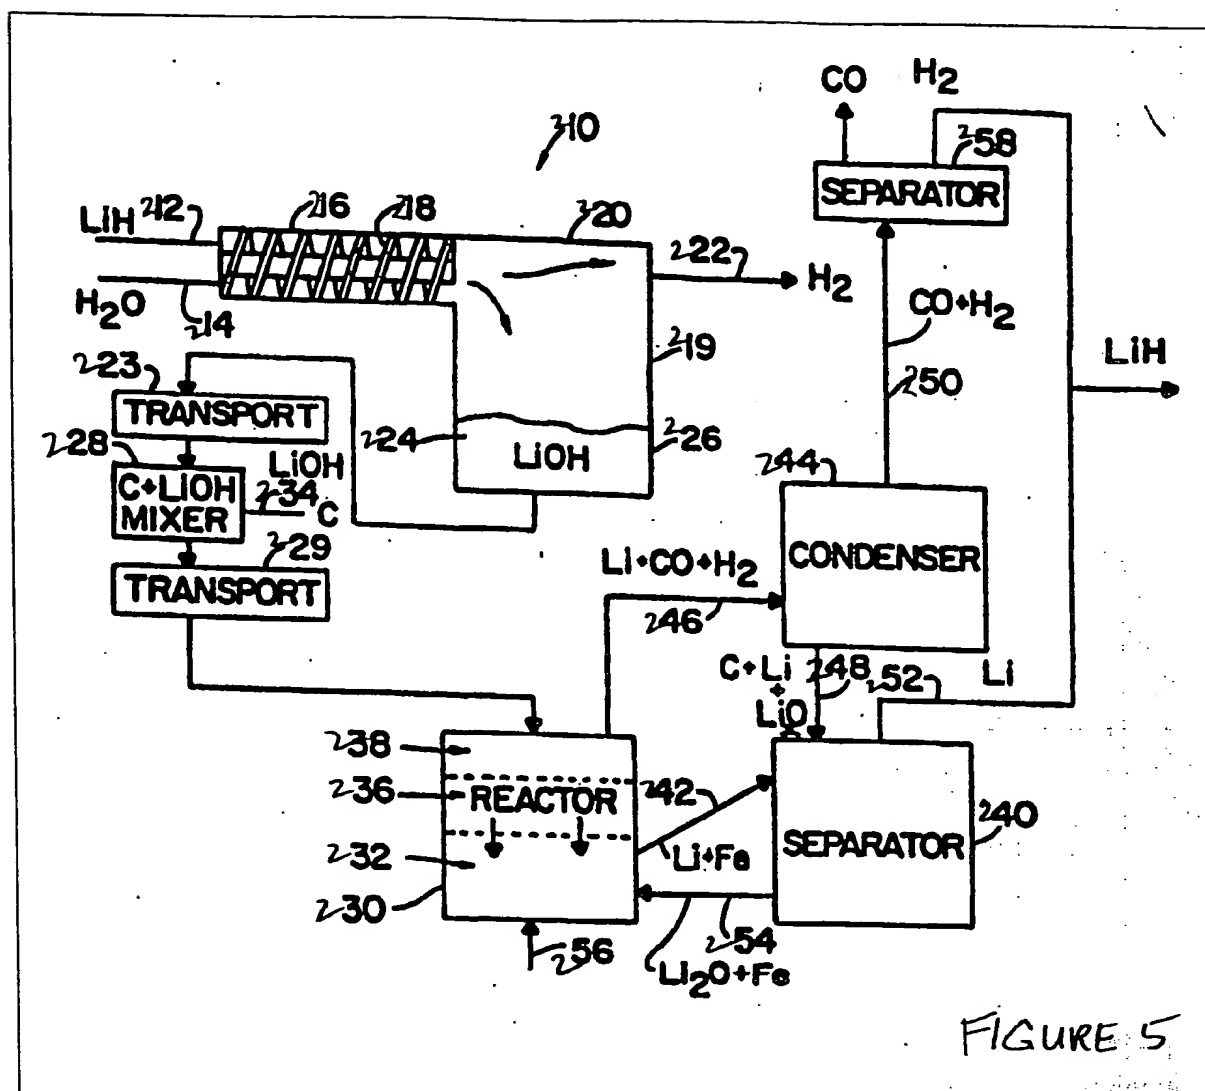 CO
H2
210
258
SEPARATOR
LiH 212
216
218
220
222
H2
H2O
214
CO+H2
219
250
LiH
223
TRANSPORT
224
LiOH
226
228
LiOH
C+LiOH
MIXER
234
C
244
CONDENSER
229
TRANSPORT
Li+CO+H2
246
C+Li
+
LiO
248
252
Li
238
236
REACTOR
242
240
SEPARATOR
232
Li+Fe
230
254
256
Li2O+Fe
FIGURE 5